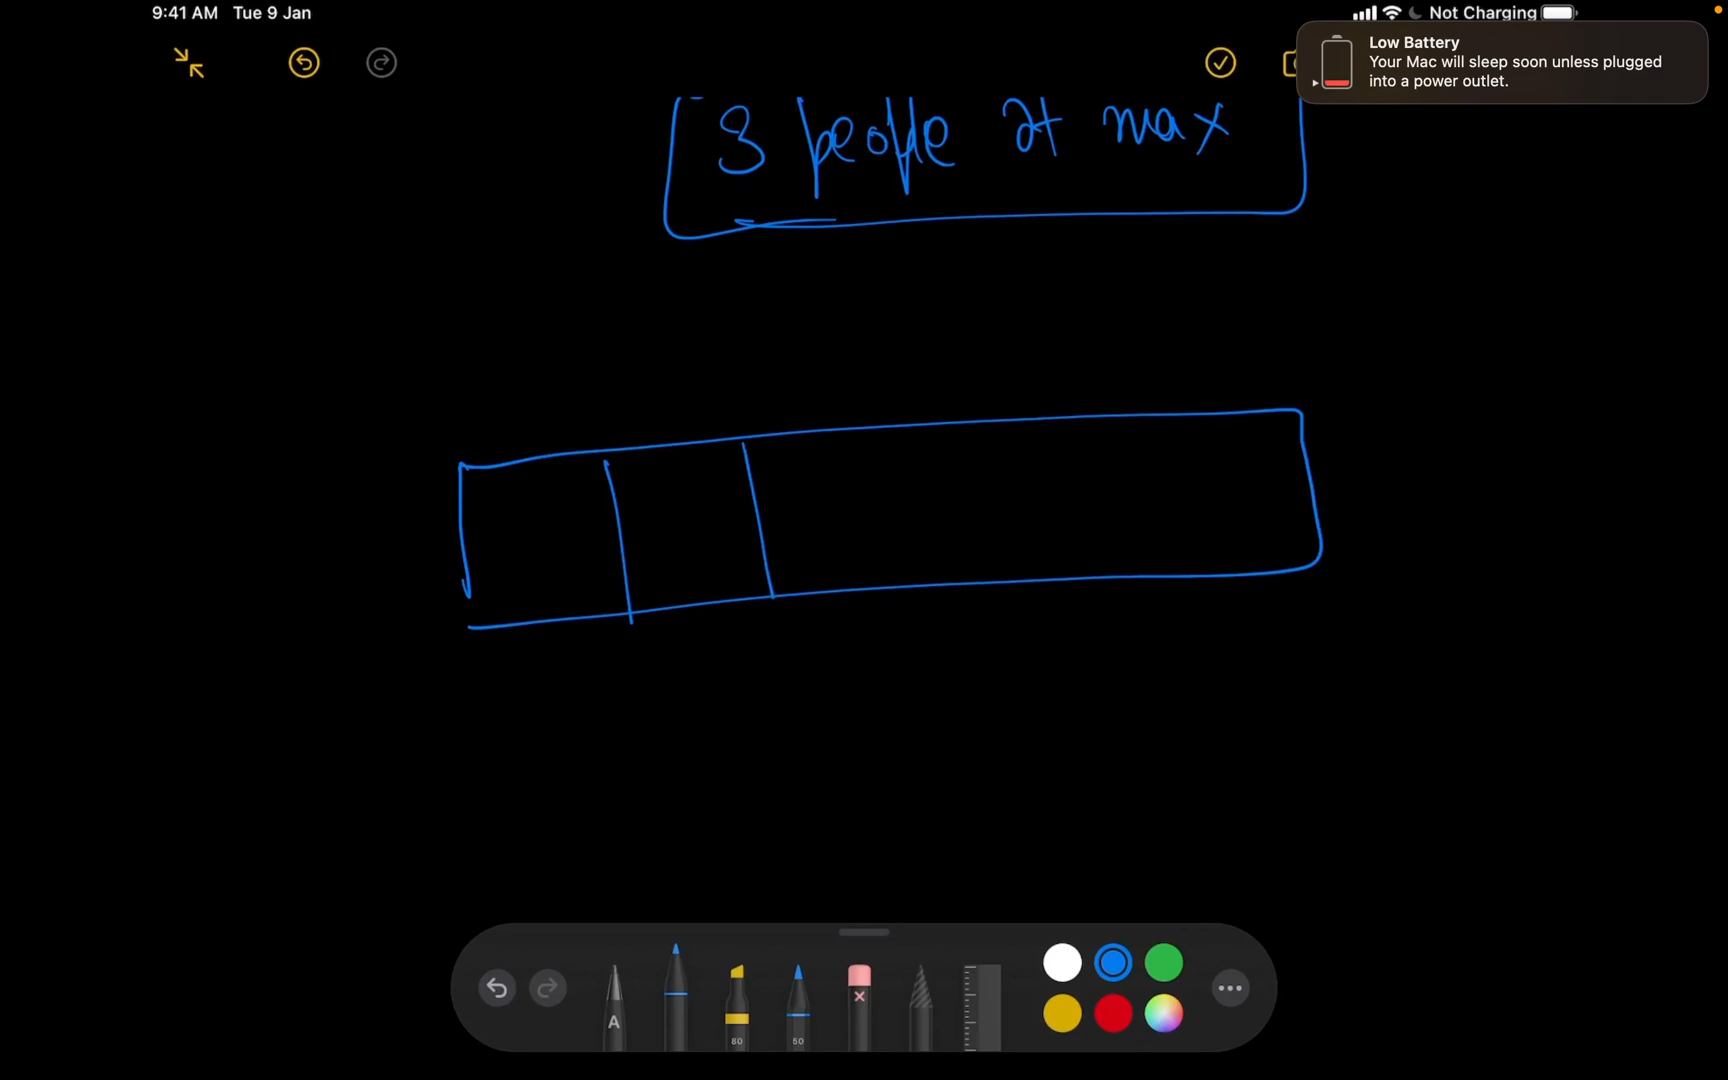 9:41 AM Tue 9 Jan
Not Charging
Low Battery
Your Mac will sleep soon unless plugged
into a power outlet.
3 people at max
A
80
50